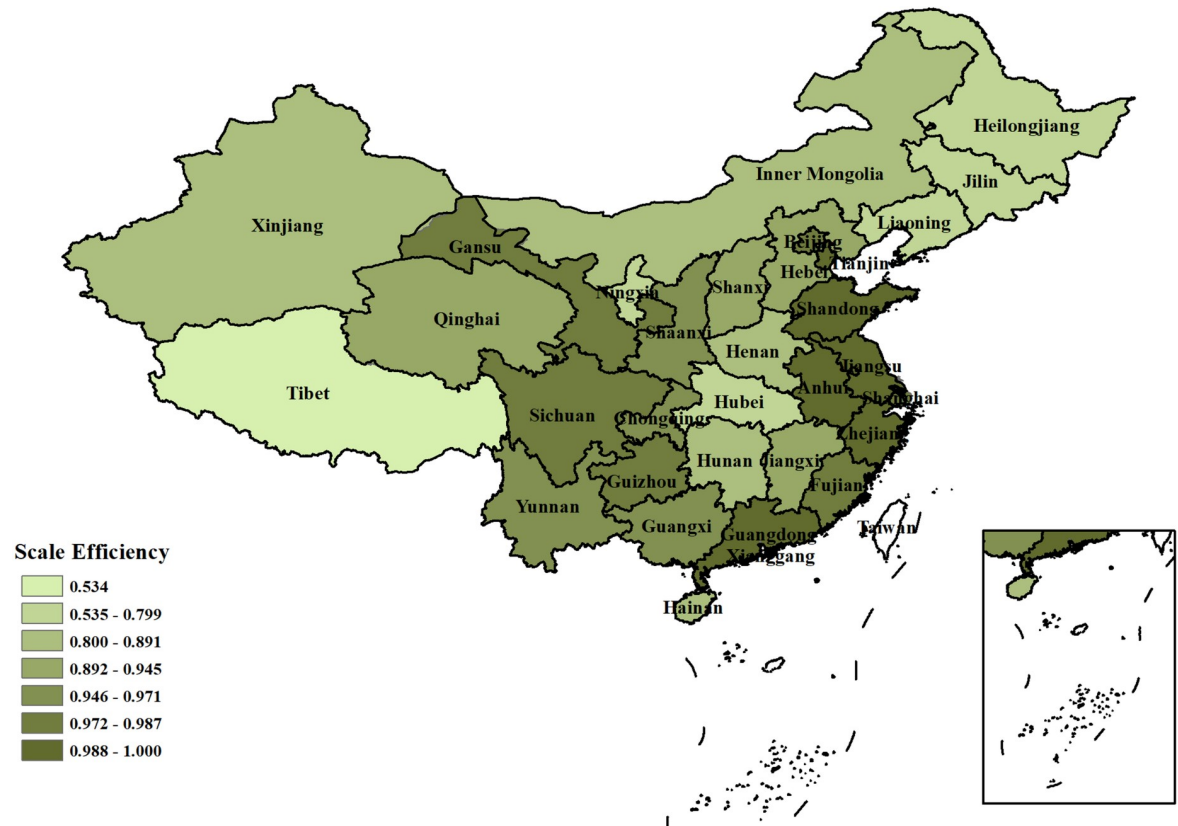 Heilongjiang
Jilin
Inner Mongolia
Liaoning
Xinjiang
Gansu
Beijing
Tianjin
Hebei
Ningxia
Shanxi
Qinghai
Shandong
Shaanxi
Henan
Jiangsu
Tibet
Anhui
Shanghai
Hubei
Sichuan
Chongqing
Zhejian
Hunan
Jiangxi
Guizhou
Fujian
Yunnan
Guangxi
Taiwan
Guangdong
Xianggang
Hainan
Scale Efficiency
0.534
0.535 - 0.799
0.800 - 0.891
0.892 - 0.945
0.946 - 0.971
0.972 - 0.987
0.988 - 1.000